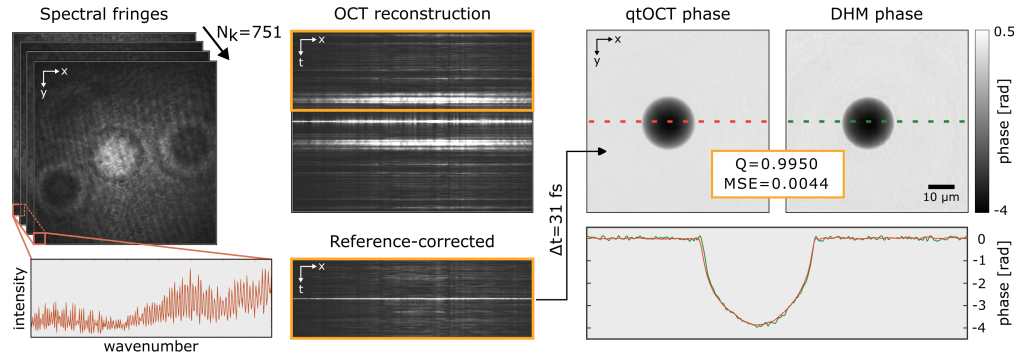 Spectral fringes
N_k=751
x
y
intensity
wavenumber
OCT reconstruction
x
t
Reference-corrected
x
t
Δt=31 fs
qtOCT phase
DHM phase
x
y
Q=0.9950
MSE=0.0044
10 μm
0.5
phase [rad]
-4
0
-1
-2
-3
-4
phase [rad]